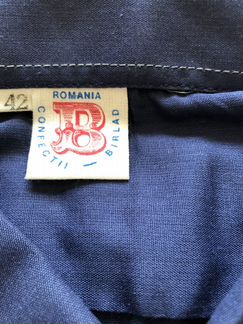 42
ROMANIA
B
CONFECTII — BIRLAD